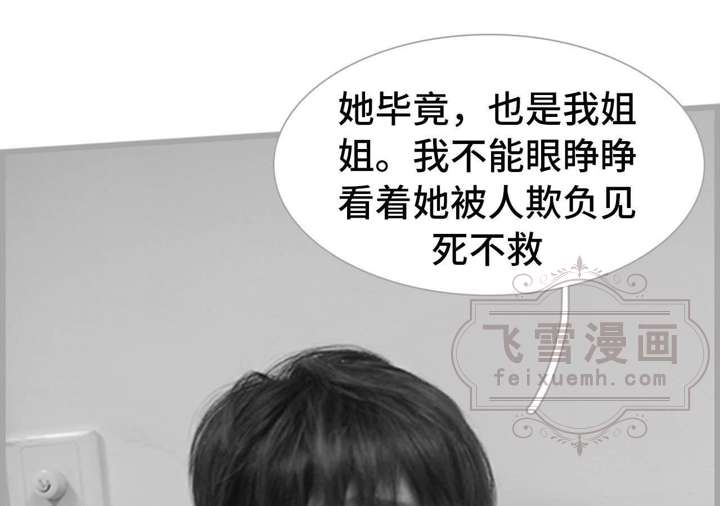 她毕竟，也是我姐
姐。我不能眼睁睁
看着她被人欺负见
死不救
飞雪漫画
feixuemh.com